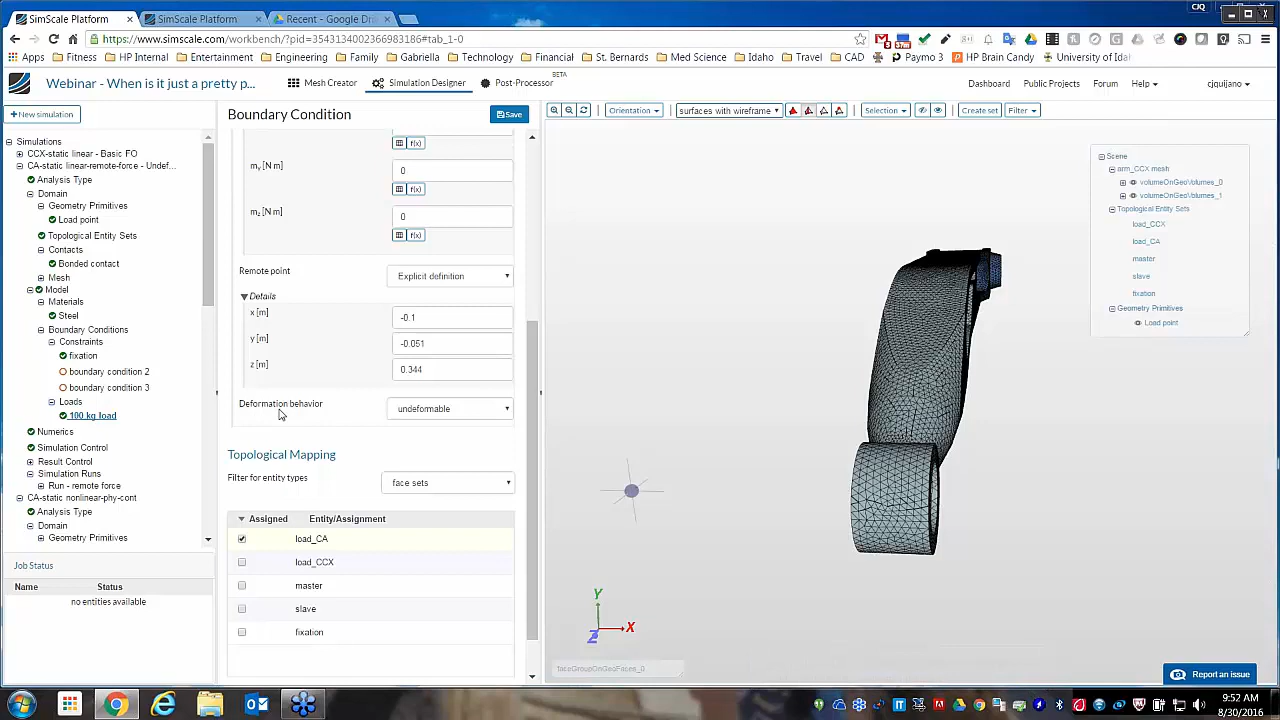 SimScale Platform
SimScale Platform
Recent - Google Dri
CIQ
https://www.simscale.com/workbench/?pid=3543134002366983186#tab_1-0
Apps
Fitness
HP Internal
Entertainment
Engineering
Family
Gabriella
Technology
Financial
St. Bernards
Med Science
Idaho
Travel
CAD
Paymo 3
HP Brain Candy
University of Idal
Webinar - When is it just a pretty p...
Mesh Creator
Simulation Designer
Post-Processor
BETA
Dashboard
Public Projects
Forum
Help
cjquijano
+New simulation
Boundary Condition
Save
Orientation
surfaces with wireframe
Selection
Create set
Filter
Simulations
CCX-static linear - Basic FO
CA-static linear-remote-force - Undef...
Analysis Type
Domain
Geometry Primitives
Load point
Topological Entity Sets
Contacts
Bonded contact
Mesh
Model
Materials
Steel
Boundary Conditions
Constraints
fixation
boundary condition 2
boundary condition 3
Loads
100 kg load
Numerics
Simulation Control
Result Control
Simulation Runs
Run - remote force
CA-static nonlinear-phy-cont
Analysis Type
Domain
Geometry Primitives
Job Status
Name Status
no entities available
f(x)
mᵧ [N m]
0
f(x)
m𝓏 [N m]
0
f(x)
Remote point
Explicit definition
Details
x [m]
-0.1
y [m]
-0.051
z [m]
0.344
Deformation behavior
undeformable
Topological Mapping
Filter for entity types
face sets
Assigned Entity/Assignment
load_CA
load_CCX
master
slave
fixation
Scene
arm_CCX mesh
volumeOnGeoVolumes_0
volumeOnGeoVolumes_1
Topological Entity Sets
load_CCX
load_CA
master
slave
fixation
Geometry Primitives
Load point
Y
X
Z
faceGroupOnGeoFaces_0
Report an issue
9:52 AM
8/30/2016